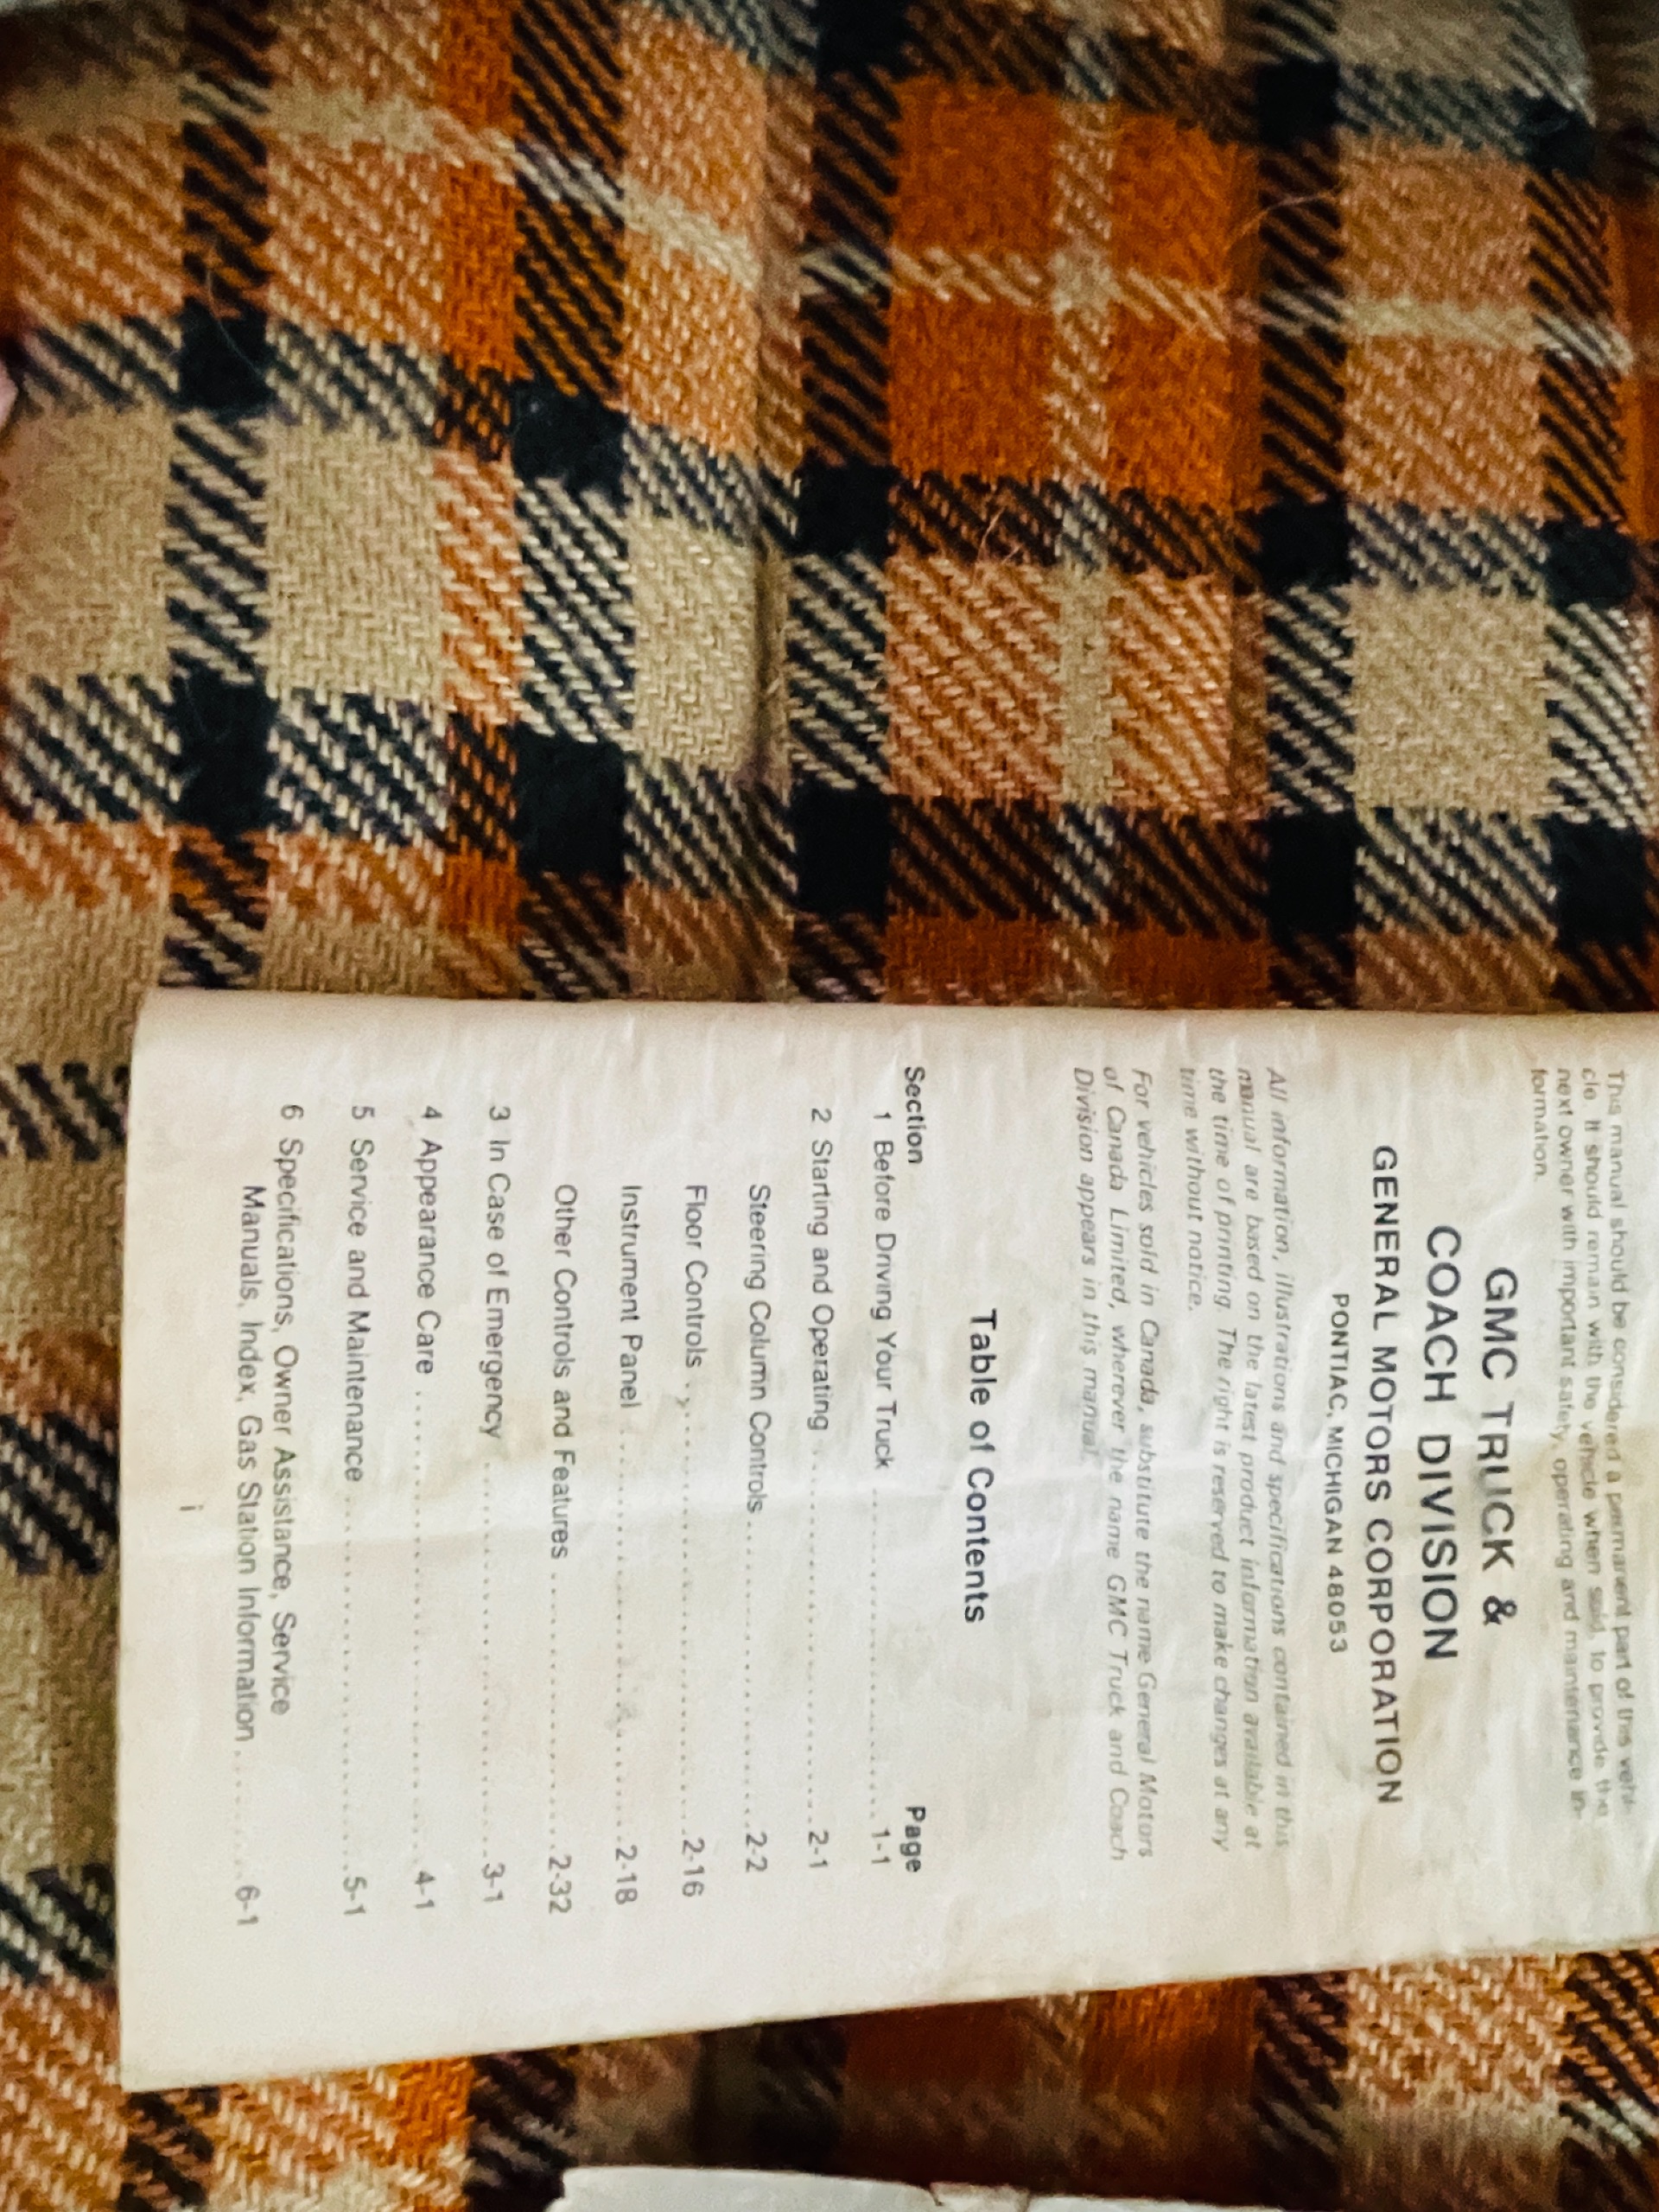 This manual should be considered a permanent part of this vehi-
cle. It should remain with the vehicle when sold, to provide the
next owner with important safety, operating and maintenance in-
formation.
GMC TRUCK &
COACH DIVISION
GENERAL MOTORS CORPORATION
PONTIAC, MICHIGAN 48053
All information, illustrations and specifications contained in this
manual are based on the latest product information available at
the time of printing. The right is reserved to make changes at any
time without notice.
For vehicles sold in Canada, substitute the name General Motors
of Canada Limited, wherever the name GMC Truck and Coach
Division appears in this manual.
Table of Contents
Section Page
1 Before Driving Your Truck ........................ 1-1
2 Starting and Operating ........................ 2-1
Steering Column Controls ........................ 2-2
Floor Controls ........................ 2-16
Instrument Panel ........................ 2-18
Other Controls and Features ........................ 2-32
3 In Case of Emergency ........................ 3-1
4 Appearance Care ........................ 4-1
5 Service and Maintenance ........................ 5-1
6 Specifications, Owner Assistance, Service
Manuals, Index, Gas Station Information ............ 6-1
i